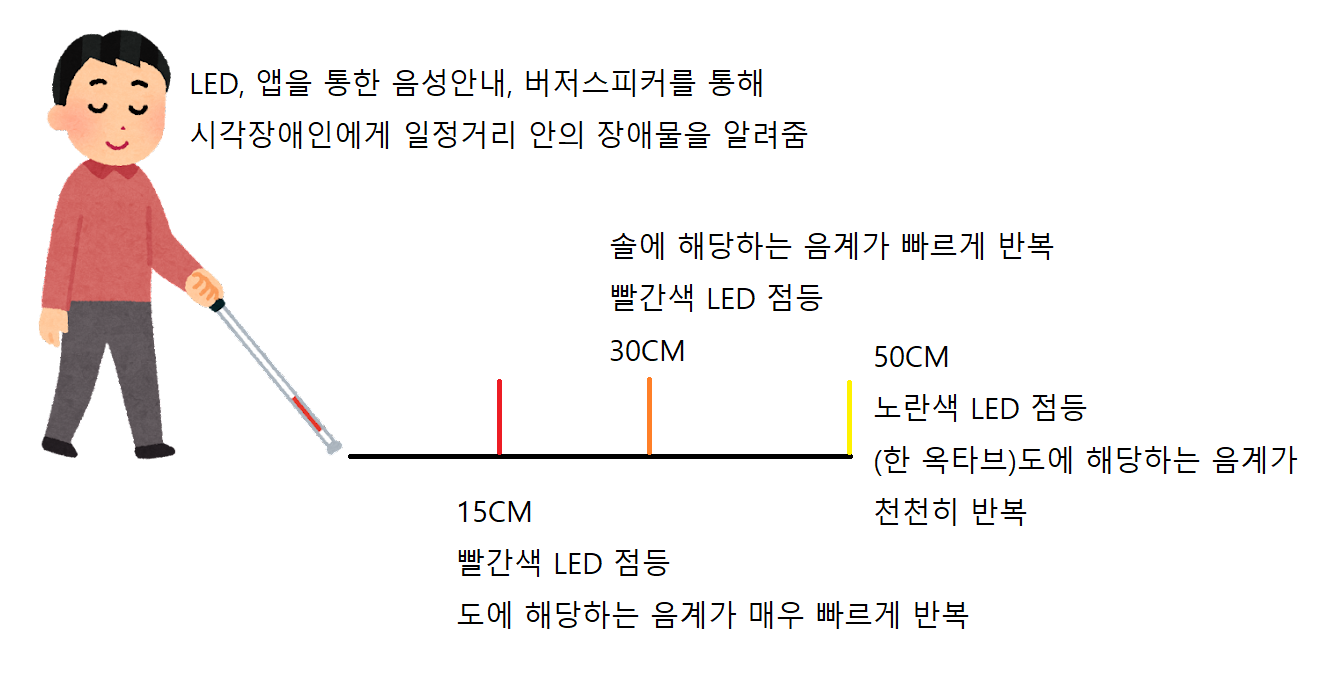 LED, 앱을 통한 음성안내, 버저스피커를 통해
시각장애인에게 일정거리 안의 장애물을 알려줌
솔에 해당하는 음계가 빠르게 반복
빨간색 LED 점등
30CM
50CM
노란색 LED 점등
(한 옥타브)도에 해당하는 음계가
천천히 반복
15CM
빨간색 LED 점등
도에 해당하는 음계가 매우 빠르게 반복